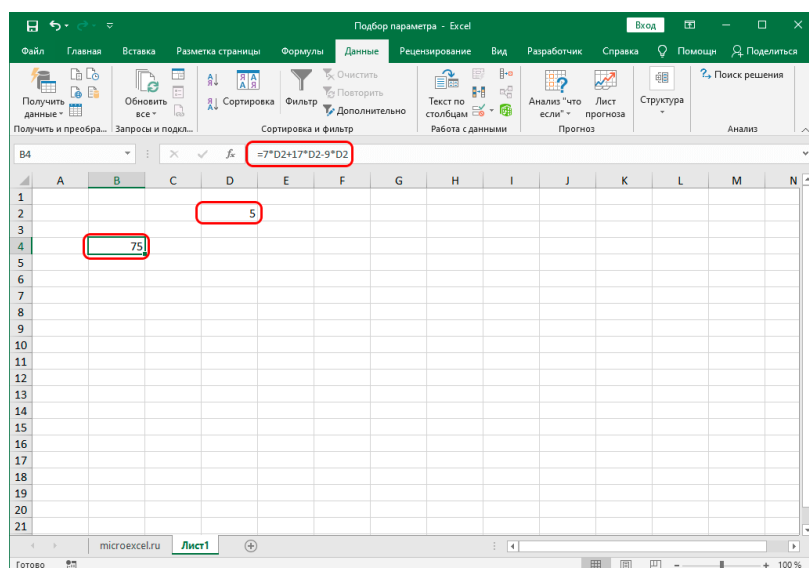 Подбор параметра - Excel
Вход
Файл Главная Вставка Разметка страницы Формулы Данные Рецензирование Вид Разработчик Справка Помощн Поделиться
Получить данные
Обновить все
Сортировка
Фильтр
Очистить
Повторить
Дополнительно
Текст по столбцам
Анализ "что если"
Лист прогноза
Структура
Поиск решения
Получить и преобра... Запросы и подкл... Сортировка и фильтр Работа с данными Прогноз Анализ
B4 fx =7*D2+17*D2-9*D2
A B C D E F G H I J K L M N
1
2 5
3
4 75
5
6
7
8
9
10
11
12
13
14
15
16
17
18
19
20
21
microexcel.ru Лист1
Готово 100 %